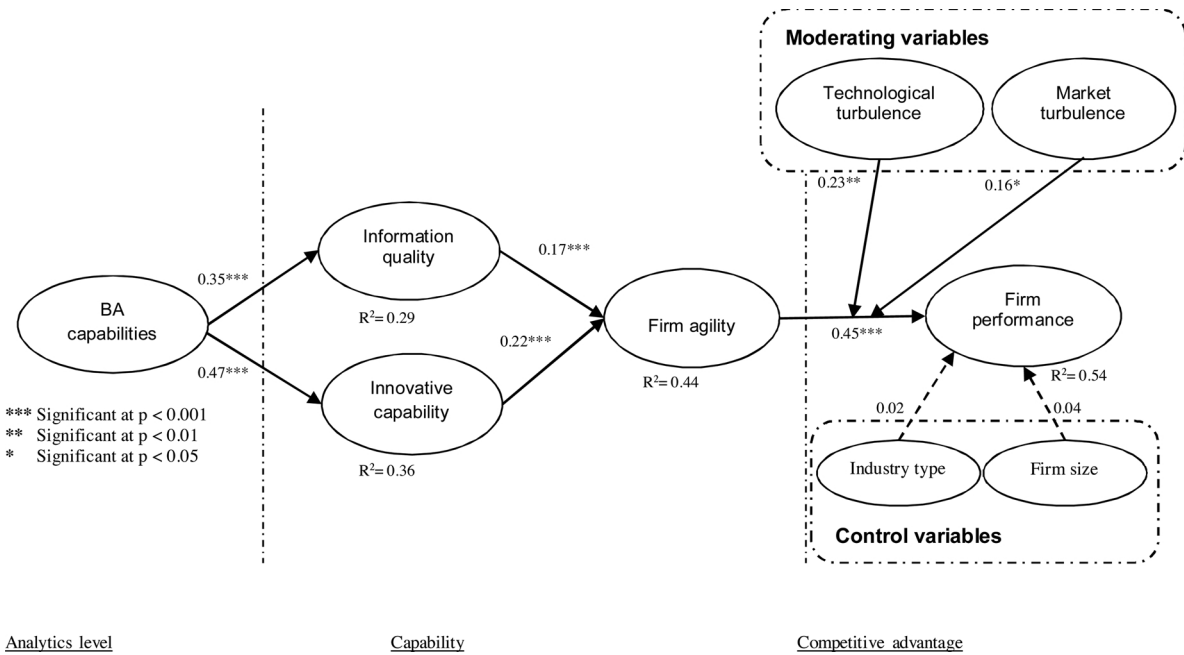 Moderating variables
Technological
turbulence
Market
turbulence
0.23**
0.16*
Information
quality
0.17***
0.35***
BA
capabilities
R²= 0.29
Firm agility
Firm
performance
0.45***
0.22***
0.47***
Innovative
capability
R²= 0.44
R²= 0.54
*** Significant at p < 0.001
** Significant at p < 0.01
* Significant at p < 0.05
0.02
0.04
R²= 0.36
Industry type
Firm size
Control variables
Analytics level
Capability
Competitive advantage